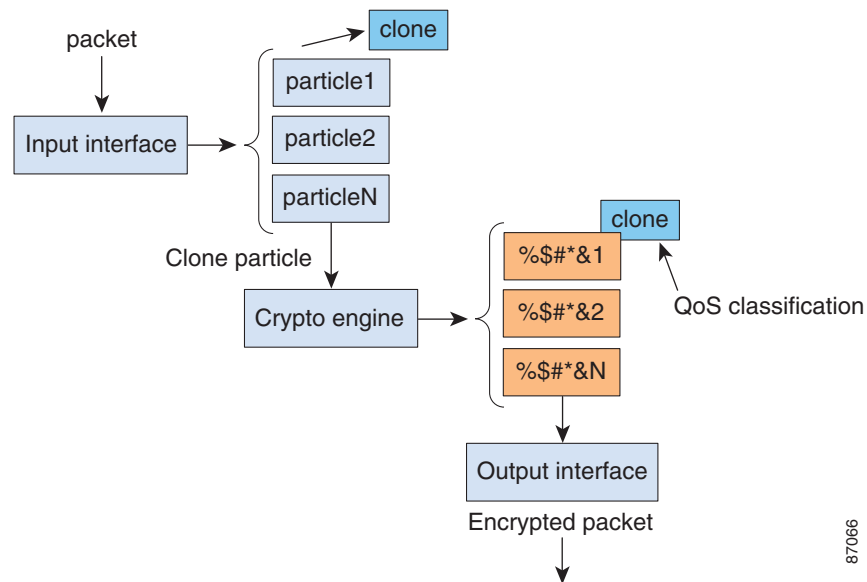 packet
clone
particle1
Input interface
particle2
particleN
clone
Clone particle
%$#*&1
Crypto engine
%$#*&2
QoS classification
%$#*&N
Output interface
Encrypted packet
87066